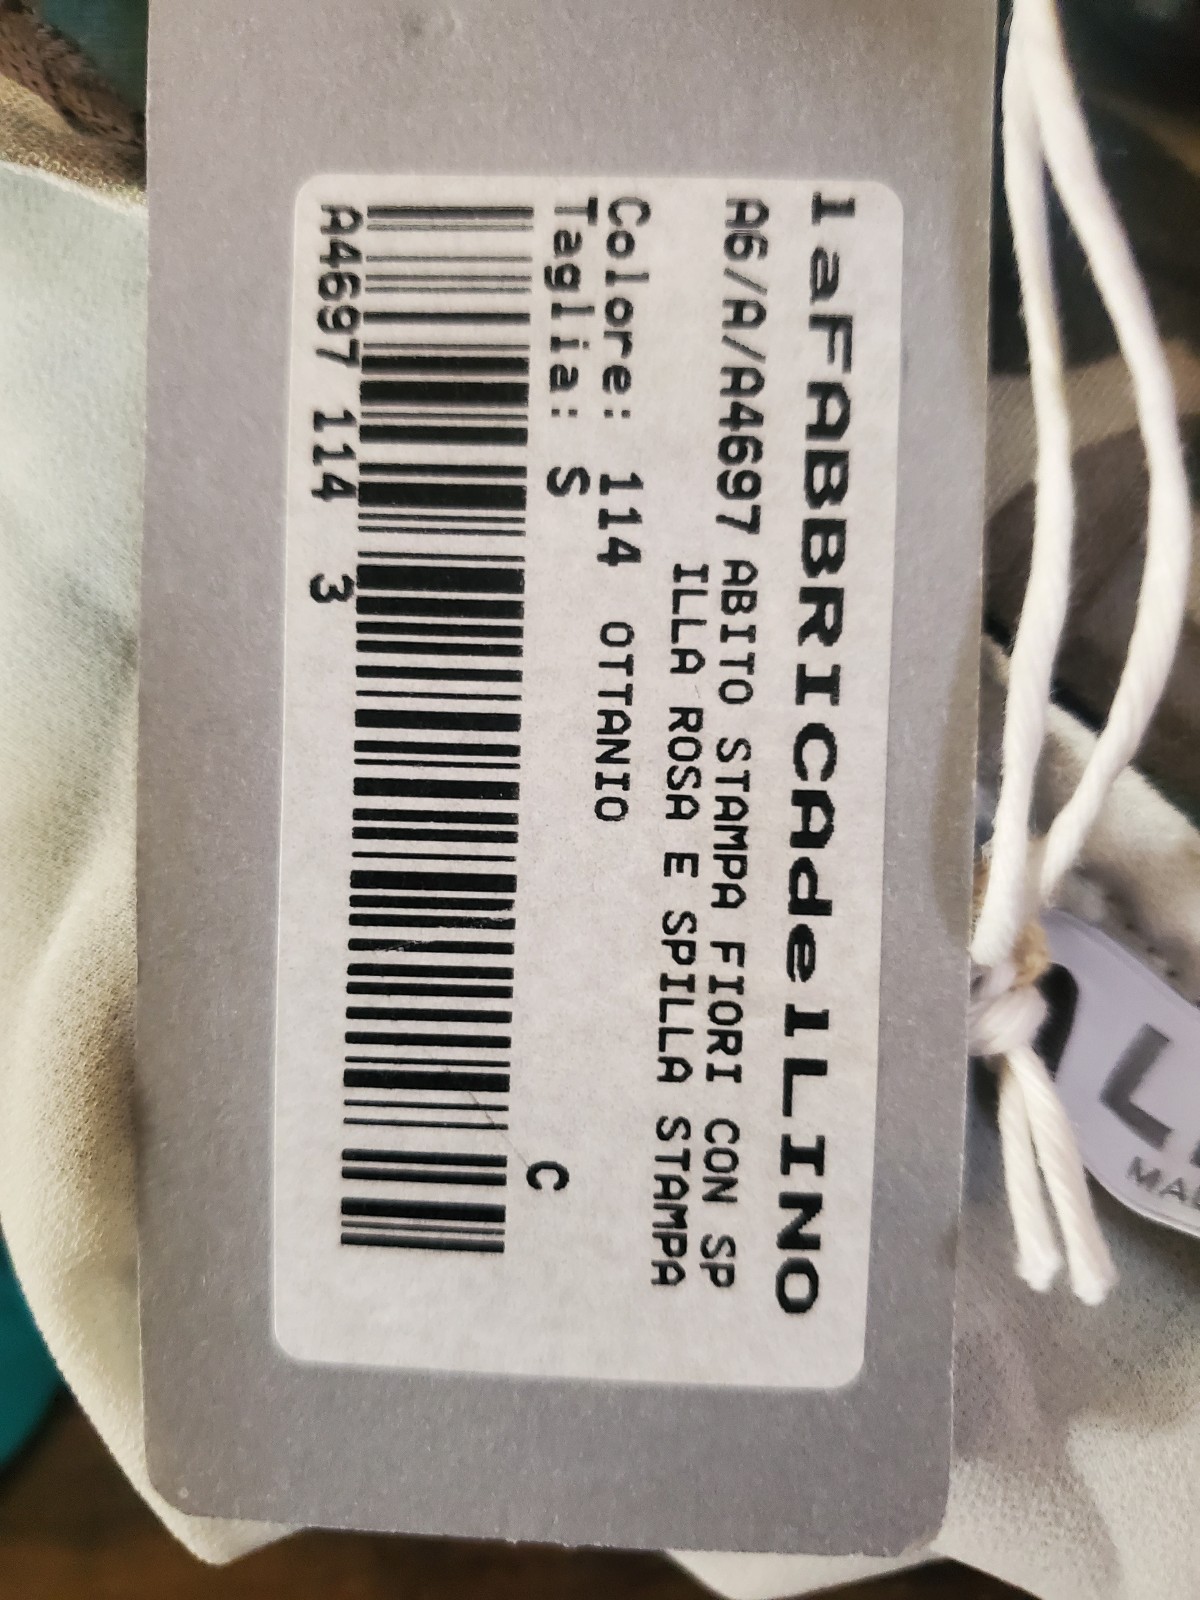 laFABBRICAdelLINO
A6/A/A4697 ABITO STAMPA FIORI CON SP
ILLA ROSA E SPILLA STAMPA
Colore: 114 OTTANIO
Taglia: S
C
A4697 114 3